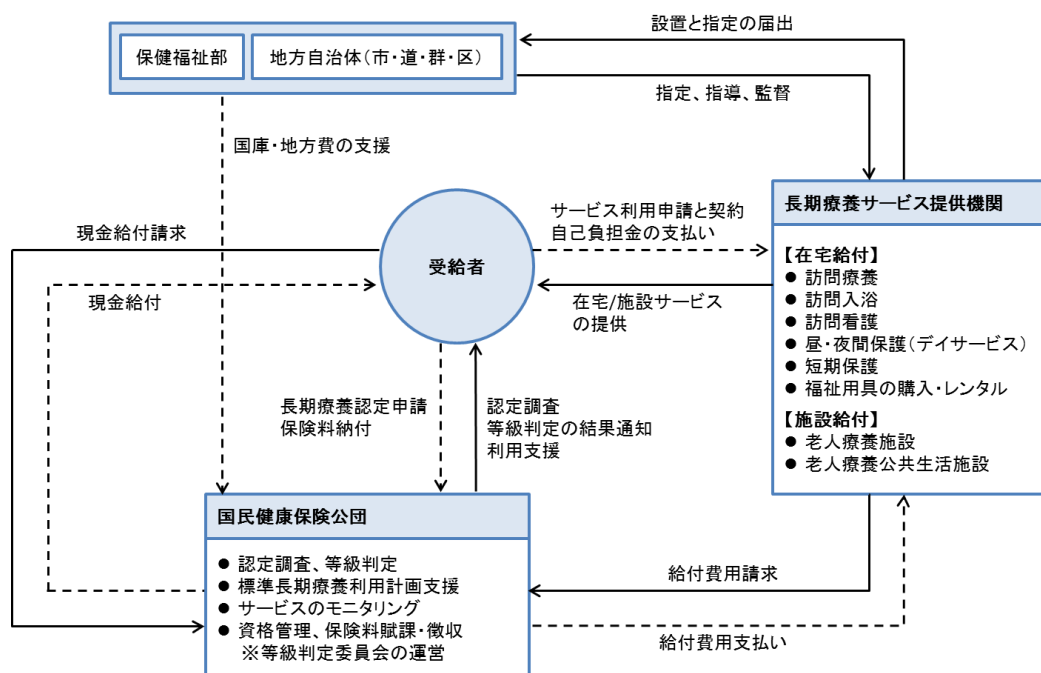 設置と指定の届出
保健福祉部
地方自治体(市・道・群・区)
指定、指導、監督
国庫・地方費の支援
長期療養サービス提供機関
サービス利用申請と契約
自己負担金の支払い
現金給付請求
受給者
【在宅給付】
● 訪問療養
● 訪問入浴
● 訪問看護
● 昼・夜間保護(デイサービス)
● 短期保護
● 福祉用具の購入・レンタル
【施設給付】
● 老人療養施設
● 老人療養公共生活施設
現金給付
在宅/施設サービス
の提供
長期療養認定申請
保険料納付
認定調査
等級判定の結果通知
利用支援
国民健康保険公団
● 認定調査、等級判定
● 標準長期療養利用計画支援
● サービスのモニタリング
● 資格管理、保険料賦課・徴収
※等級判定委員会の運営
給付費用請求
給付費用支払い